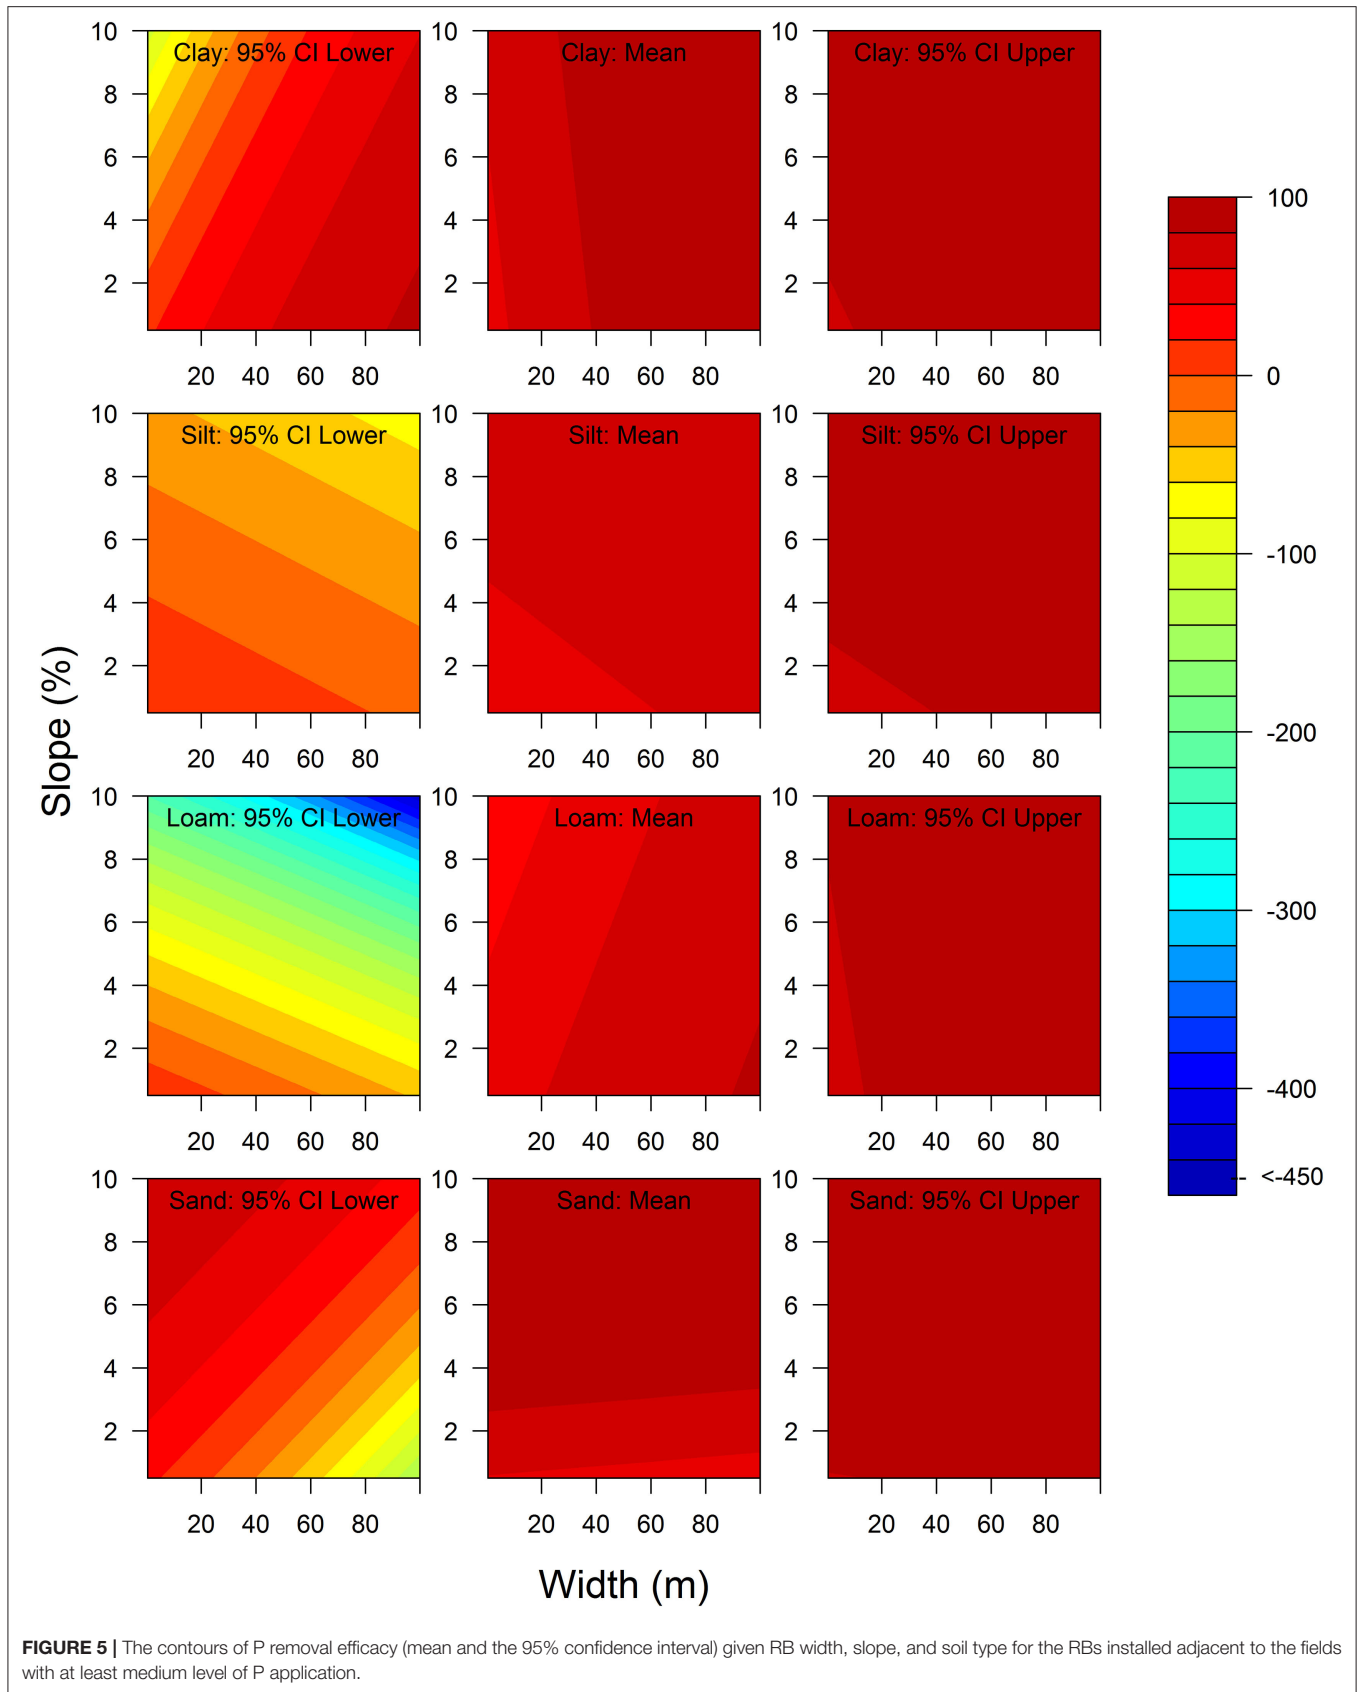 10 Clay: 95% CI Lower 10 Clay: Mean 10 Clay: 95% CI Upper
8 8 8
6 6 6
4 4 4
2 2 2
20 40 60 80 20 40 60 80 20 40 60 80
10 Silt: 95% CI Lower 10 Silt: Mean 10 Silt: 95% CI Upper
8 8 8
6 6 6
4 4 4
2 2 2
20 40 60 80 20 40 60 80 20 40 60 80
Slope (%)
10 Loam: 95% CI Lower 10 Loam: Mean 10 Loam: 95% CI Upper
8 8 8
6 6 6
4 4 4
2 2 2
20 40 60 80 20 40 60 80 20 40 60 80
10 Sand: 95% CI Lower 10 Sand: Mean 10 Sand: 95% CI Upper
8 8 8
6 6 6
4 4 4
2 2 2
20 40 60 80 20 40 60 80 20 40 60 80
Width (m)
100
0
-100
-200
-300
-400
<-450
FIGURE 5 | The contours of P removal efficacy (mean and the 95% confidence interval) given RB width, slope, and soil type for the RBs installed adjacent to the fields
with at least medium level of P application.